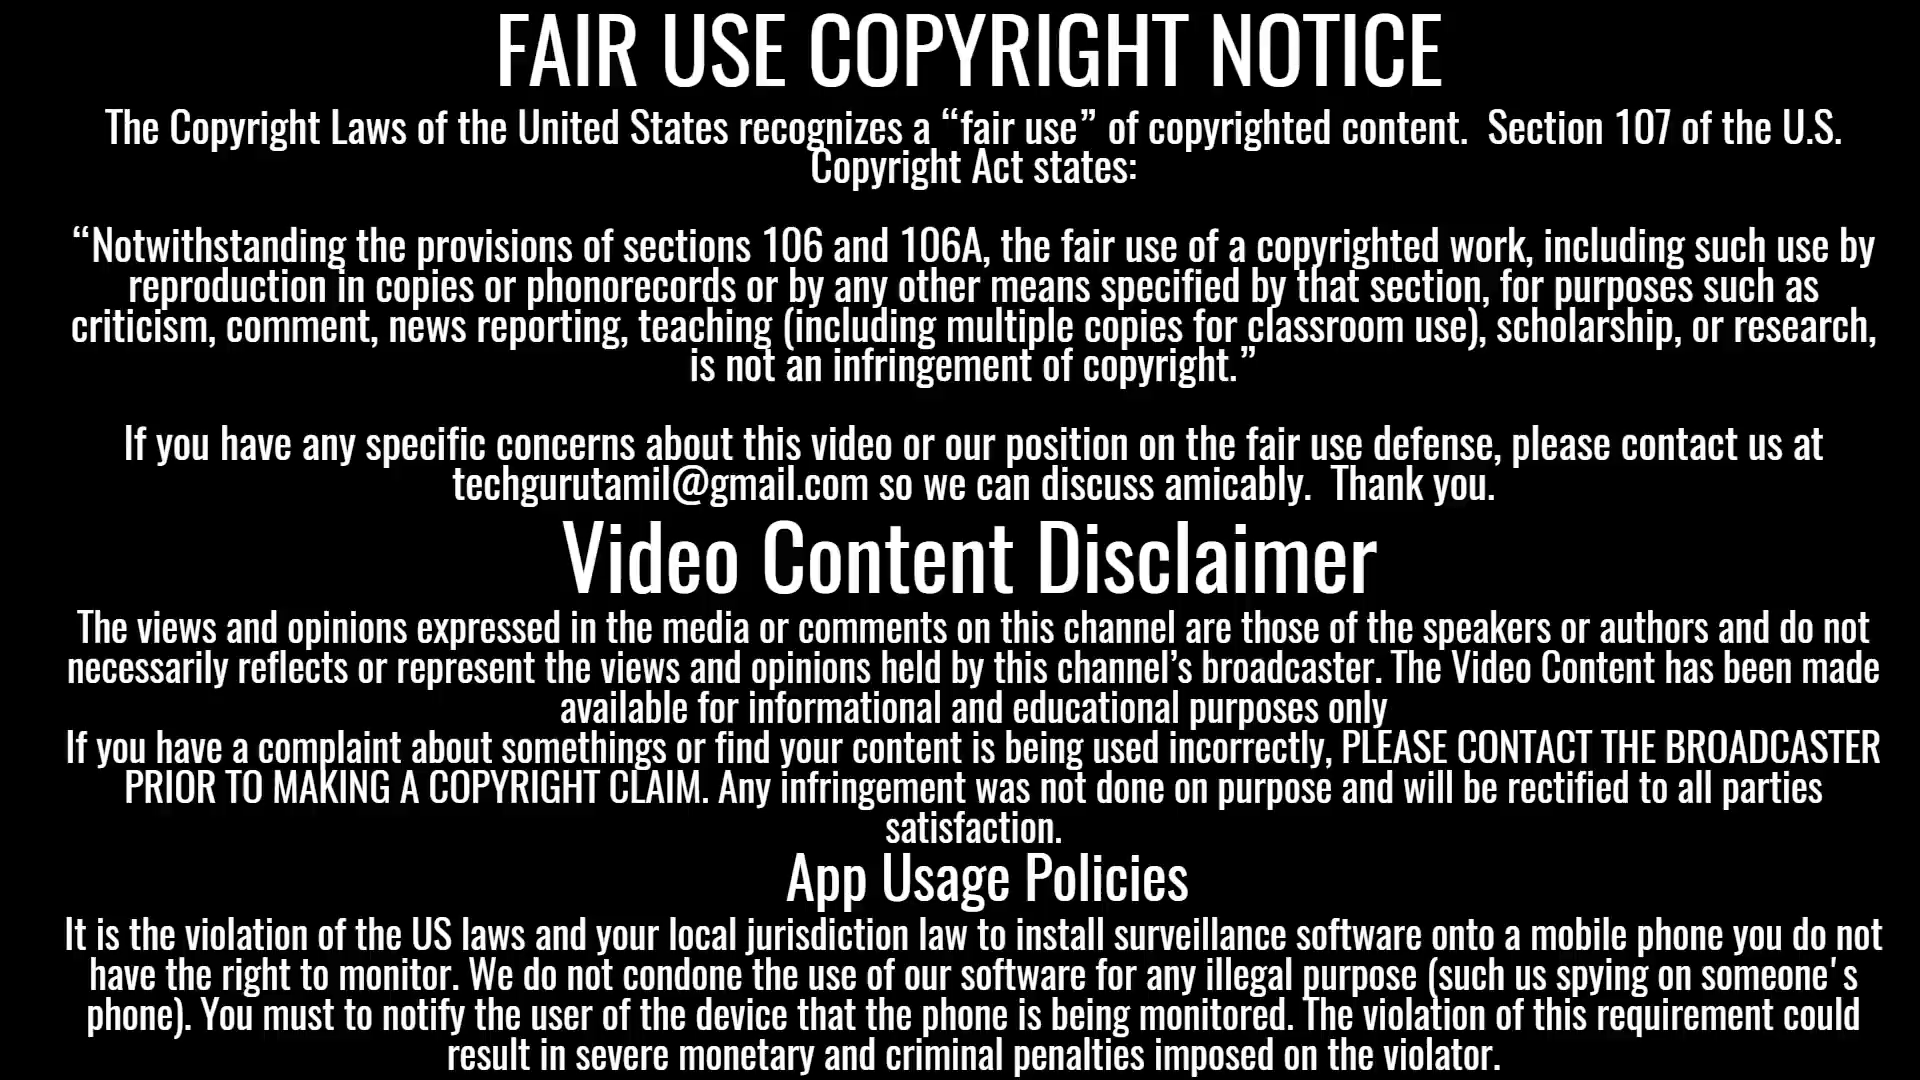 FAIR USE COPYRIGHT NOTICE
The Copyright Laws of the United States recognizes a “fair use” of copyrighted content.  Section 107 of the U.S.
Copyright Act states:
“Notwithstanding the provisions of sections 106 and 106A, the fair use of a copyrighted work, including such use by
reproduction in copies or phonorecords or by any other means specified by that section, for purposes such as
criticism, comment, news reporting, teaching (including multiple copies for classroom use), scholarship, or research,
is not an infringement of copyright.”
If you have any specific concerns about this video or our position on the fair use defense, please contact us at
techgurutamil@gmail.com so we can discuss amicably.  Thank you.
Video Content Disclaimer
The views and opinions expressed in the media or comments on this channel are those of the speakers or authors and do not
necessarily reflects or represent the views and opinions held by this channel’s broadcaster. The Video Content has been made
available for informational and educational purposes only
If you have a complaint about somethings or find your content is being used incorrectly, PLEASE CONTACT THE BROADCASTER
PRIOR TO MAKING A COPYRIGHT CLAIM. Any infringement was not done on purpose and will be rectified to all parties
satisfaction.
App Usage Policies
It is the violation of the US laws and your local jurisdiction law to install surveillance software onto a mobile phone you do not
have the right to monitor. We do not condone the use of our software for any illegal purpose (such us spying on someone's
phone). You must to notify the user of the device that the phone is being monitored. The violation of this requirement could
result in severe monetary and criminal penalties imposed on the violator.